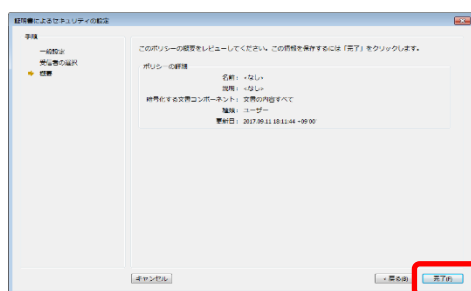 証明書によるセキュリティの設定
手順
一般設定
受信者の選択
概要
このポリシーの概要をレビューしてください。この情報を保存するには「完了」をクリックします。
ポリシーの詳細
名前： <なし>
説明： <なし>
暗号化する文書コンポーネント： 文書の内容すべて
種類： ユーザー
更新日： 2017.09.11 18:11:44 +09'00'
キャンセル
< 戻る(B)
完了(F)